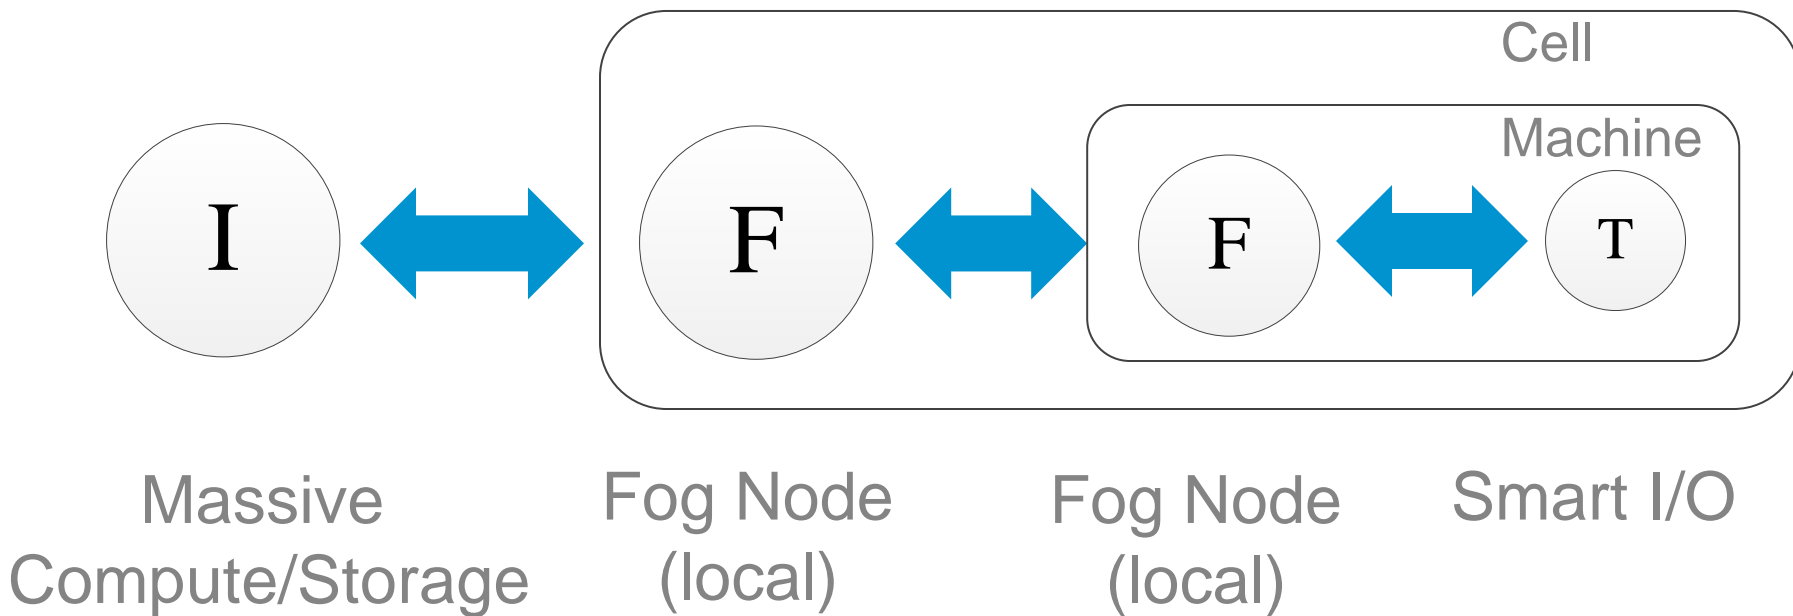 Cell
Machine
I
F
F
T
Massive
Compute/Storage
Fog Node
(local)
Fog Node
(local)
Smart I/O